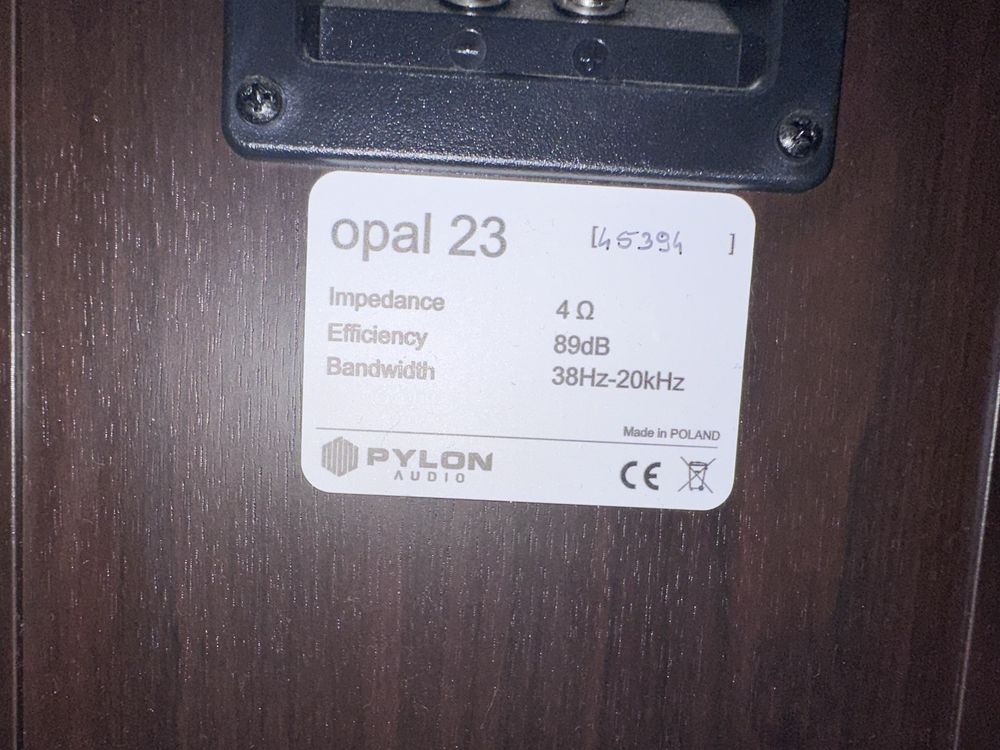 opal 23 [45394 ]
Impedance 4 Ω
Efficiency 89dB
Bandwidth 38Hz-20kHz
Made in POLAND
PYLON
AUDIO
CE